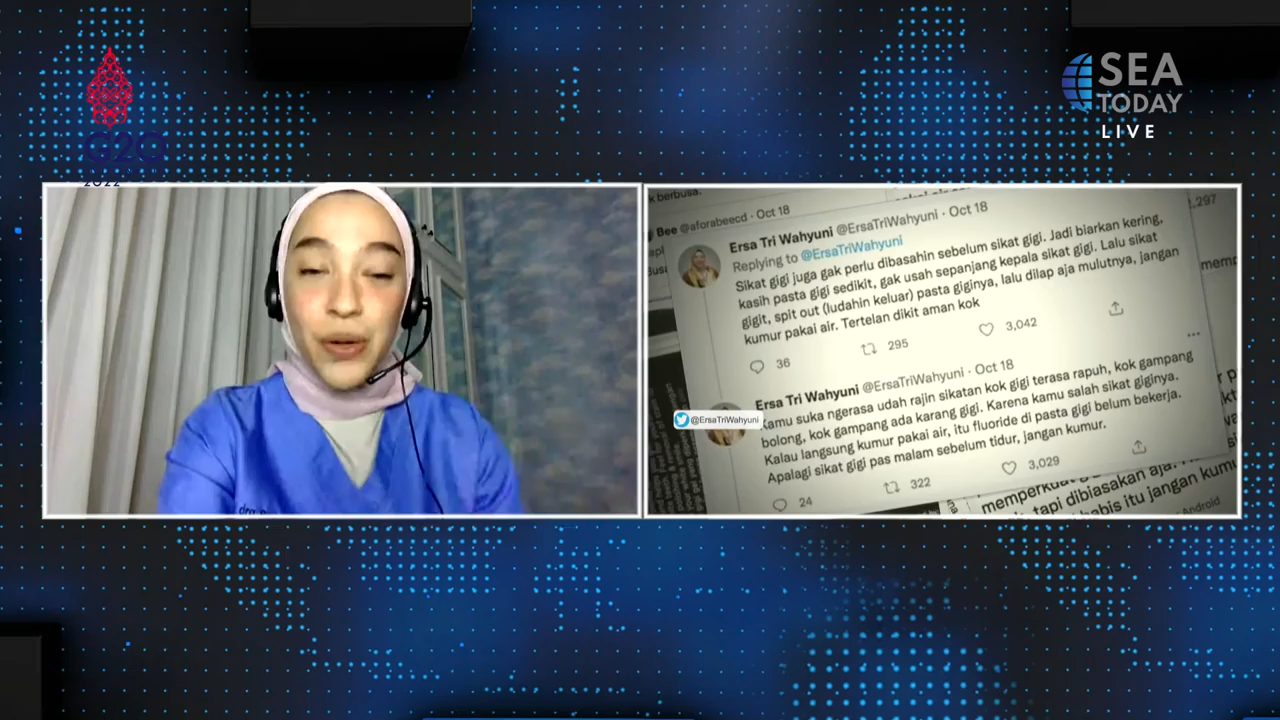 G20
2022
SEA
TODAY
LIVE
k berbusa.
Bee @aforabeecd · Oct 18
1,297
Ersa Tri Wahyuni @ErsaTriWahyuni · Oct 18
Replying to @ErsaTriWahyuni
Sikat gigi juga gak perlu dibasahin sebelum sikat gigi. Jadi biarkan kering,
kasih pasta gigi sedikit, gak usah sepanjang kepala sikat gigi. Lalu sikat
gigit, spit out (ludahin keluar) pasta giginya, lalu dilap aja mulutnya, jangan
kumur pakai air. Tertelan dikit aman kok
36 295 3,042
Ersa Tri Wahyuni @ErsaTriWahyuni · Oct 18
Kamu suka ngerasa udah rajin sikatan kok gigi terasa rapuh, kok gampang
bolong, kok gampang ada karang gigi. Karena kamu salah sikat giginya.
Kalau langsung kumur pakai air, itu fluoride di pasta gigi belum bekerja.
Apalagi sikat gigi pas malam sebelum tidur, jangan kumur.
24 322 3,029
@ErsaTriWahyuni
memperkuat
tapi dibiasakan aja.
habis itu jangan kumu
Android
drg